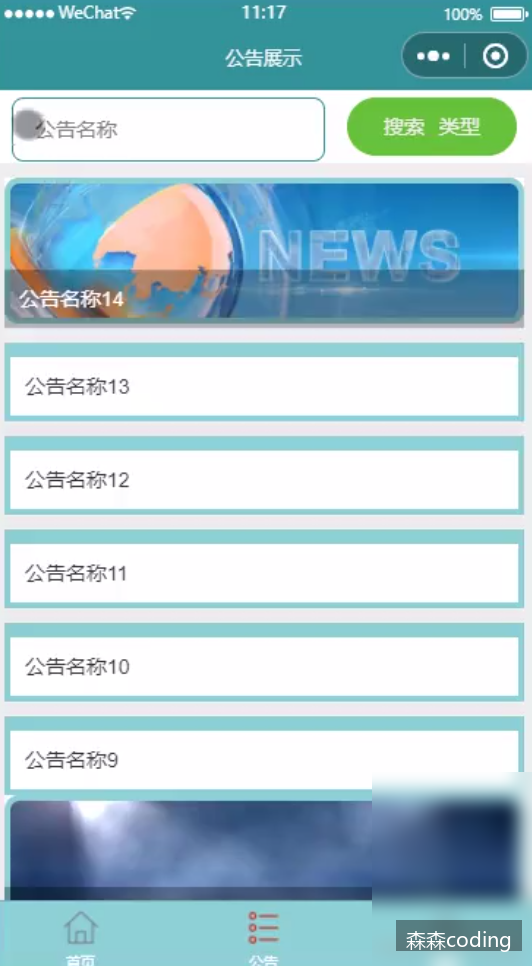 WeChat 11:17 100%
公告展示
公告名称 搜索 类型
NEWS
公告名称14
公告名称13
公告名称12
公告名称11
公告名称10
公告名称9
首页 公告
森森coding